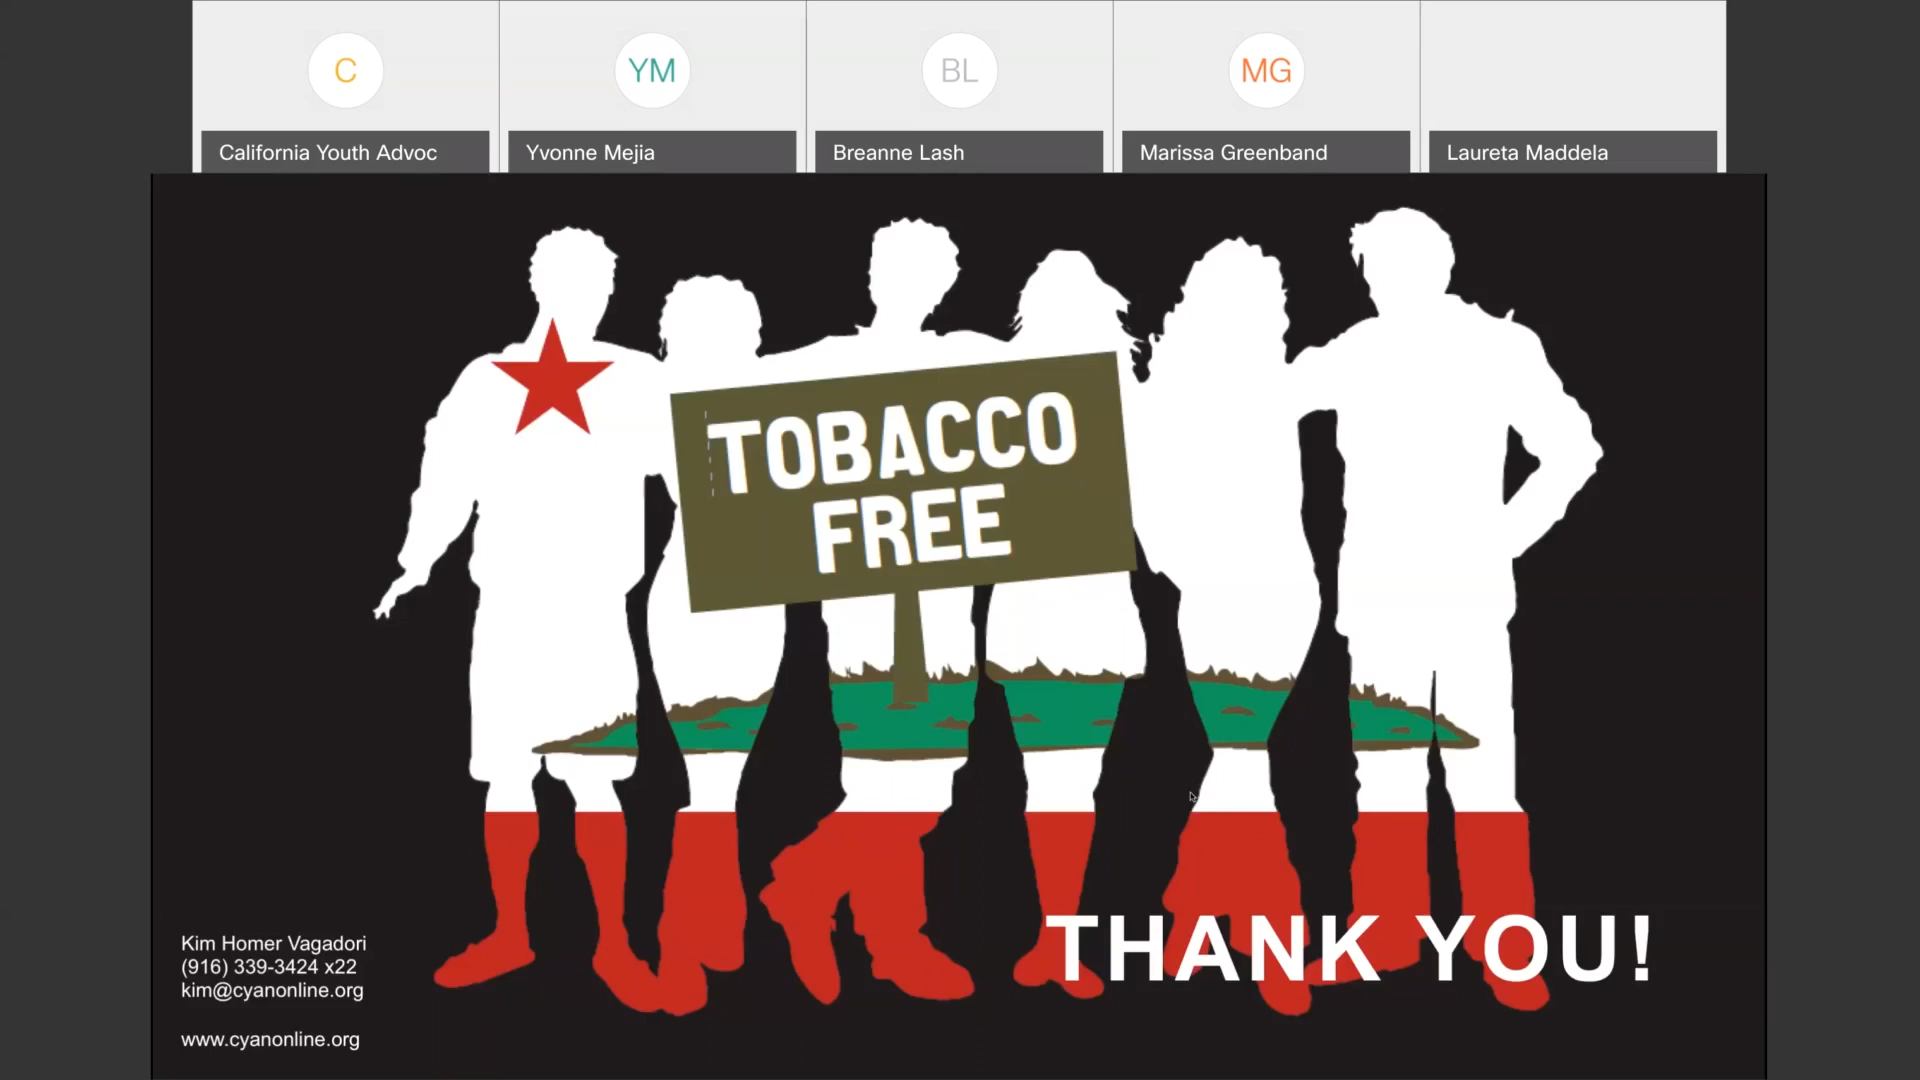 C
YM
BL
MG
California Youth Advoc
Yvonne Mejia
Breanne Lash
Marissa Greenband
Laureta Maddela
TOBACCO
FREE
THANK YOU!
Kim Homer Vagadori
(916) 339-3424 x22
kim@cyanonline.org
www.cyanonline.org